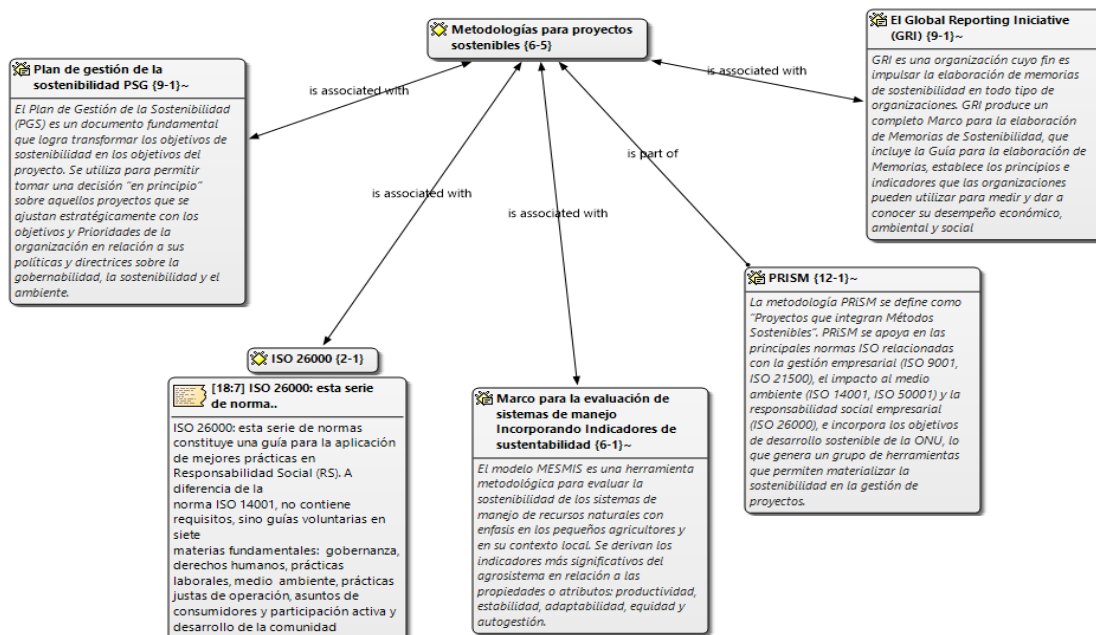 Metodologías para proyectos
sostenibles {6-5}
El Global Reporting Iniciative
(GRI) {9-1}~
GRI es una organización cuyo fin es
impulsar la elaboración de memorias
de sostenibilidad en todo tipo de
organizaciones. GRI produce un
completo Marco para la elaboración
de Memorias de Sostenibilidad, que
incluye la Guía para la elaboración de
Memorias, establece los principios e
indicadores que las organizaciones
pueden utilizar para medir y dar a
conocer su desempeño económico,
ambiental y social
Plan de gestión de la
sostenibilidad PSG {9-1}~
El Plan de Gestión de la Sostenibilidad
(PGS) es un documento fundamental
que logra transformar los objetivos de
sostenibilidad en los objetivos del
proyecto. Se utiliza para permitir
tomar una decisión "en principio"
sobre aquellos proyectos que se
ajustan estratégicamente con los
objetivos y Prioridades de la
organización en relación a sus
políticas y directrices sobre la
gobernabilidad, la sostenibilidad y el
ambiente.
is associated with
is associated with
is associated with
is part of
is associated with
ISO 26000 {2-1}
[18:7] ISO 26000: esta serie
de norma..
ISO 26000: esta serie de normas
constituye una guía para la aplicación
de mejores prácticas en
Responsabilidad Social (RS). A
diferencia de la
norma ISO 14001, no contiene
requisitos, sino guías voluntarias en
siete
materias fundamentales: gobernanza,
derechos humanos, prácticas
laborales, medio ambiente, prácticas
justas de operación, asuntos de
consumidores y participación activa y
desarrollo de la comunidad
Marco para la evaluación de
sistemas de manejo
Incorporando Indicadores de
sustentabilidad {6-1}~
El modelo MESMIS es una herramienta
metodológica para evaluar la
sostenibilidad de los sistemas de
manejo de recursos naturales con
enfasis en los pequeños agricultores y
en su contexto local. Se derivan los
indicadores más significativos del
agrosistema en relación a las
propiedades o atributos: productividad,
estabilidad, adaptabilidad, equidad y
autogestión.
PRISM {12-1}~
La metodología PRiSM se define como
"Proyectos que integran Métodos
Sostenibles". PRiSM se apoya en las
principales normas ISO relacionadas
con la gestión empresarial (ISO 9001,
ISO 21500), el impacto al medio
ambiente (ISO 14001, ISO 50001) y la
responsabilidad social empresarial
(ISO 26000), e incorpora los objetivos
de desarrollo sostenible de la ONU, lo
que genera un grupo de herramientas
que permiten materializar la
sostenibilidad en la gestión de
proyectos.